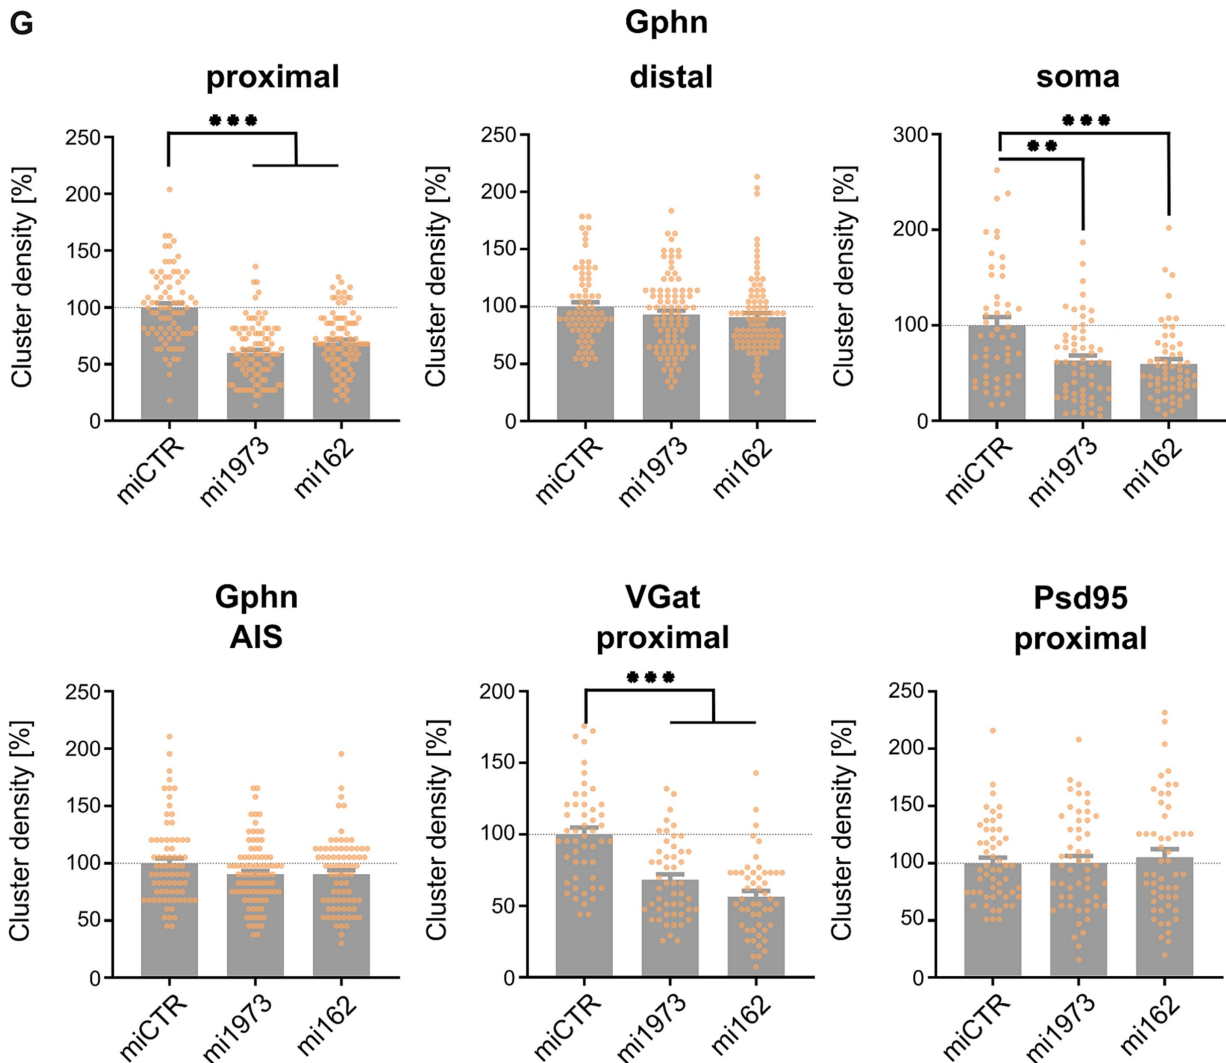 G
Gphn
proximal
distal
soma
Cluster density [%]
250
200
150
100
50
0
***
miCTR
mi1973
mi162
Cluster density [%]
250
200
150
100
50
0
miCTR
mi1973
mi162
Cluster density [%]
300
200
100
0
***
**
miCTR
mi1973
mi162
Gphn
AIS
VGat
proximal
Psd95
proximal
Cluster density [%]
250
200
150
100
50
0
miCTR
mi1973
mi162
Cluster density [%]
200
150
100
50
0
***
miCTR
mi1973
mi162
Cluster density [%]
250
200
150
100
50
0
miCTR
mi1973
mi162